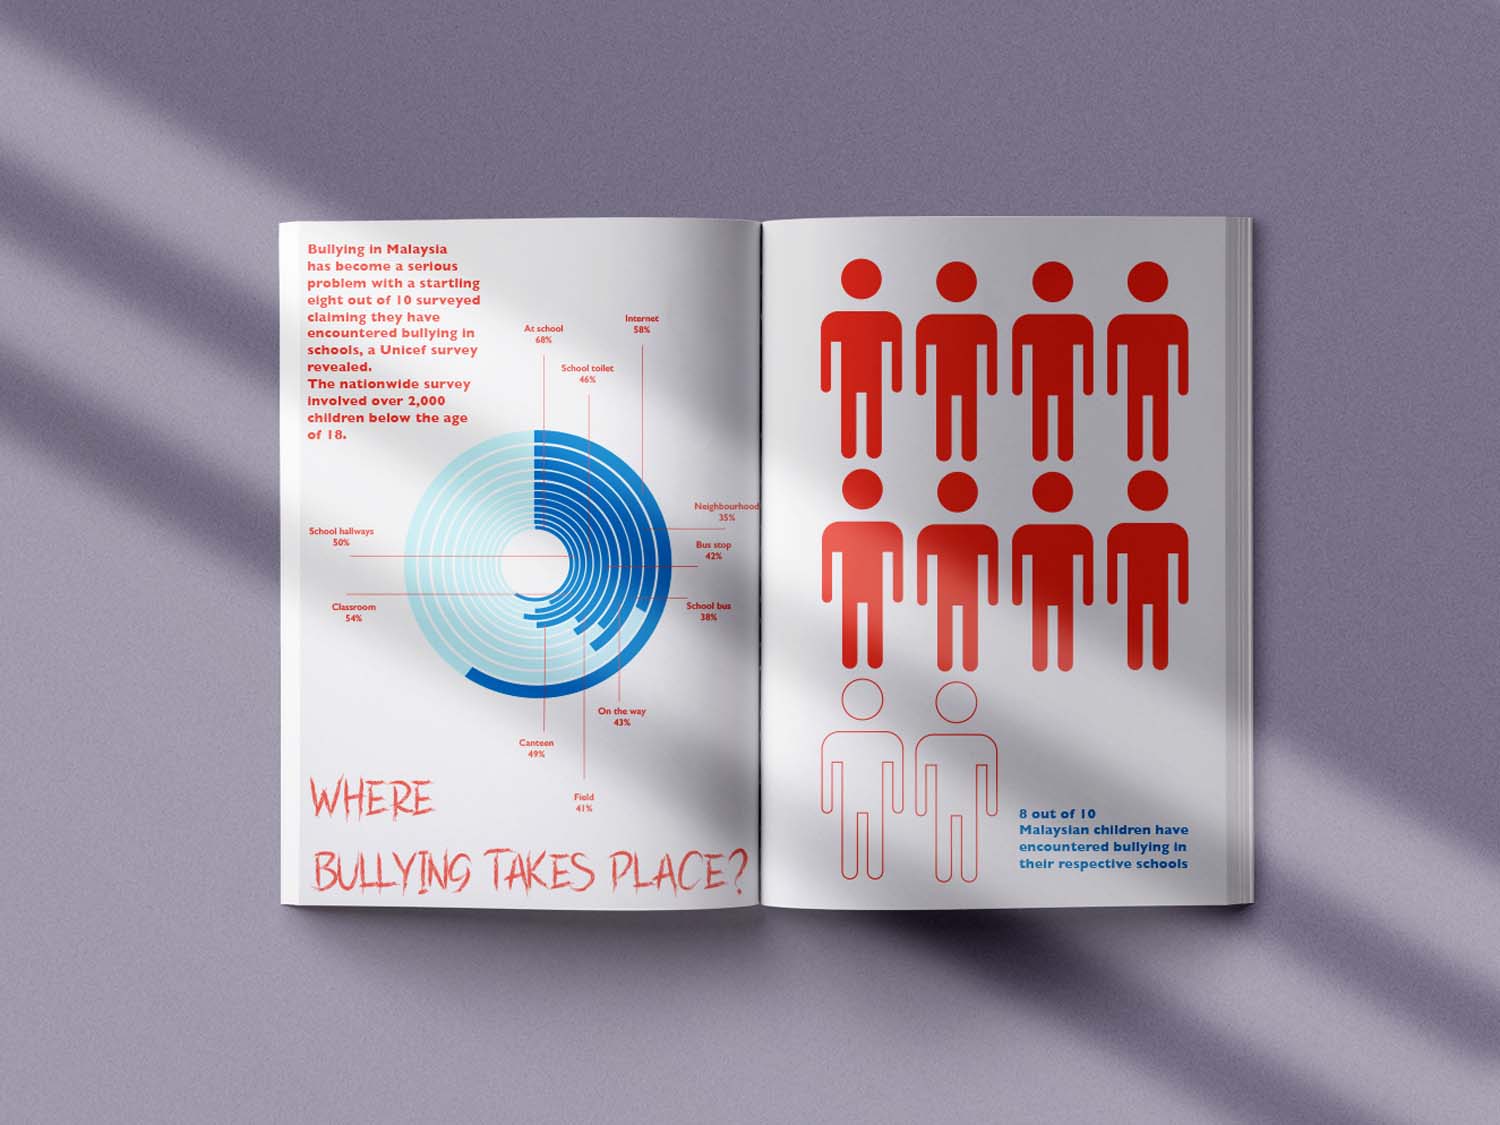 Bullying in Malaysia
has become a serious
problem with a startling
eight out of 10 surveyed
claiming they have
encountered bullying in
schools, a Unicef survey
revealed.
The nationwide survey
involved over 2,000
children below the age
of 18.
At school
68%
Internet
58%
School toilet
46%
Neighbourhood
35%
School hallways
50%
Bus stop
42%
Classroom
54%
School bus
38%
On the way
43%
Canteen
49%
Field
41%
WHERE
BULLYING TAKES PLACE?
8 out of 10
Malaysian children have
encountered bullying in
their respective schools